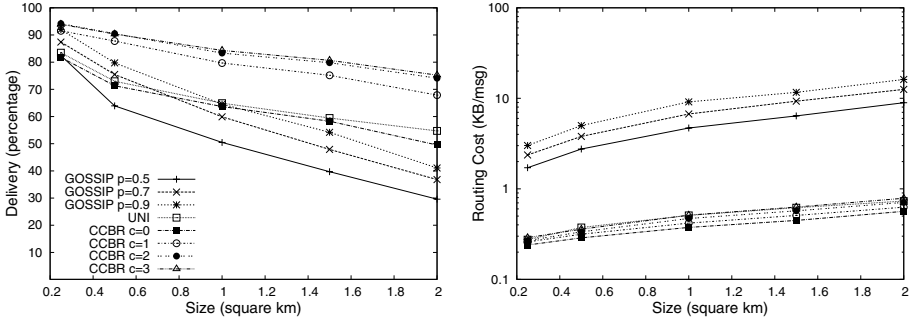 100
90
80
70
60
50
40
30
20
10
0.2
0.4
0.6
0.8
1
1.2
1.4
1.6
1.8
2
Delivery (percentage)
Size (square km)
GOSSIP p=0.5
GOSSIP p=0.7
GOSSIP p=0.9
UNI
CCBR c=0
CCBR c=1
CCBR c=2
CCBR c=3
100
10
1
0.1
0.2
0.4
0.6
0.8
1
1.2
1.4
1.6
1.8
2
Routing Cost (KB/msg)
Size (square km)